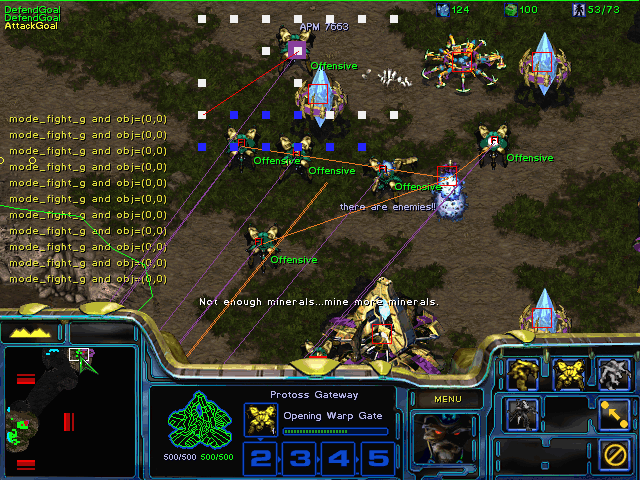 DefendGoal
DefendGoal
AttackGoal
APM 7663
124
100
53/73
Offensive
mode_fight_g and obj=(0,0)
mode_fight_g and obj=(0,0)
mode_fight_g and obj=(0,0)
mode_fight_g and obj=(0,0)
mode_fight_g and obj=(0,0)
mode_fight_g and obj=(0,0)
mode_fight_g and obj=(0,0)
mode_fight_g and obj=(0,0)
mode_fight_g and obj=(0,0)
mode_fight_g and obj=(0,0)
mode_fight_g and obj=(0,0)
Offensive
Offensive
Offensive
Offensive
there are enemies!!
Offensive
Not enough minerals...mine more minerals.
Protoss Gateway
Opening Warp Gate
500/500 500/500
2 3 4 5
MENU